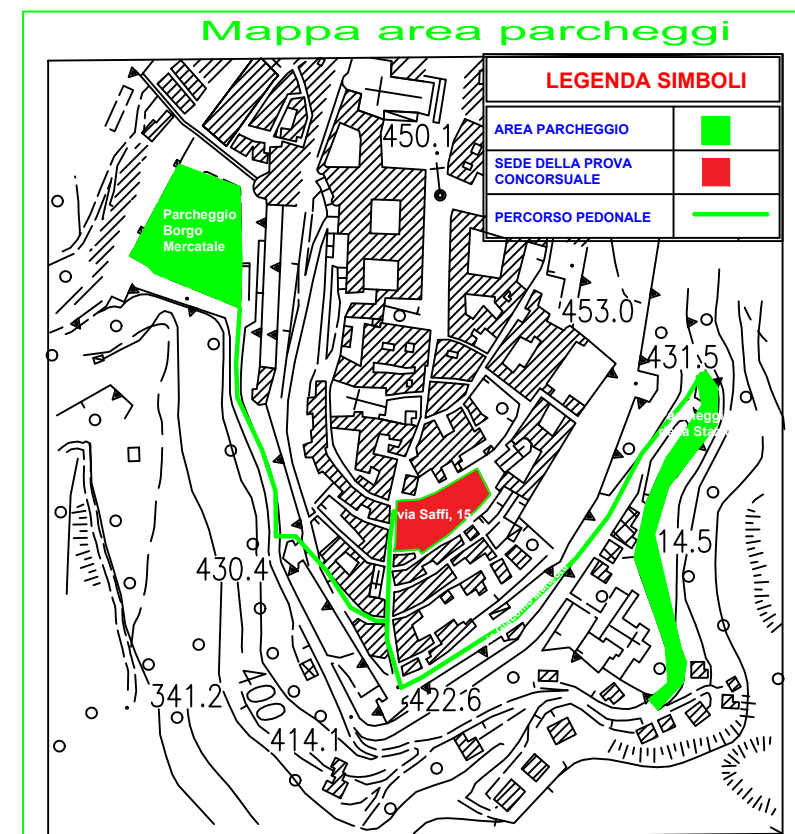 Mappa area parcheggi
LEGENDA SIMBOLI
AREA PARCHEGGIO
SEDE DELLA PROVA
CONCORSUALE
PERCORSO PEDONALE
450.1
Parcheggio
Borgo
Mercatale
453.0
431.5
via Saffi, 15
14.5
430.4
341.2
400
422.6
414.1